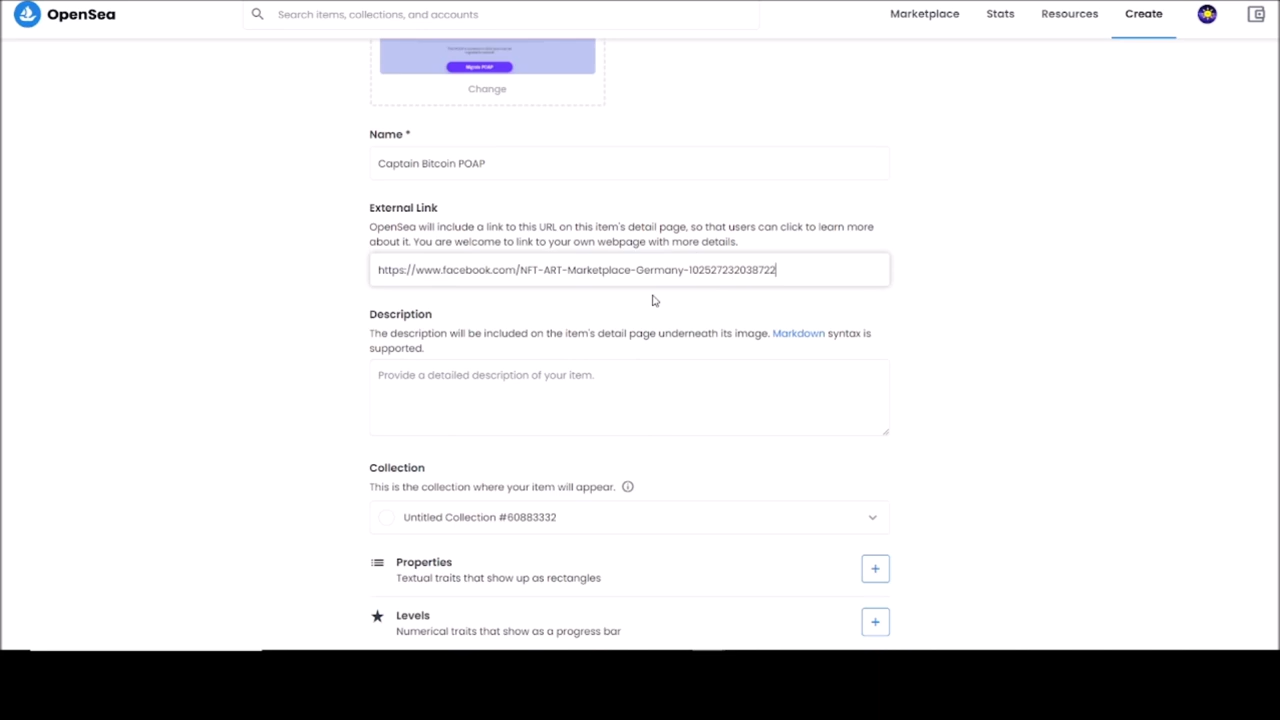 OpenSea
Search items, collections, and accounts
Marketplace
Stats
Resources
Create
Change
Name *
Captain Bitcoin POAP
External Link
OpenSea will include a link to this URL on this item's detail page, so that users can click to learn more
about it. You are welcome to link to your own webpage with more details.
https://www.facebook.com/NFT-ART-Marketplace-Germany-102527232038722
Description
The description will be included on the item's detail page underneath its image. Markdown syntax is
supported.
Provide a detailed description of your item.
Collection
This is the collection where your item will appear.
Untitled Collection #60883332
Properties
Textual traits that show up as rectangles
Levels
Numerical traits that show as a progress bar